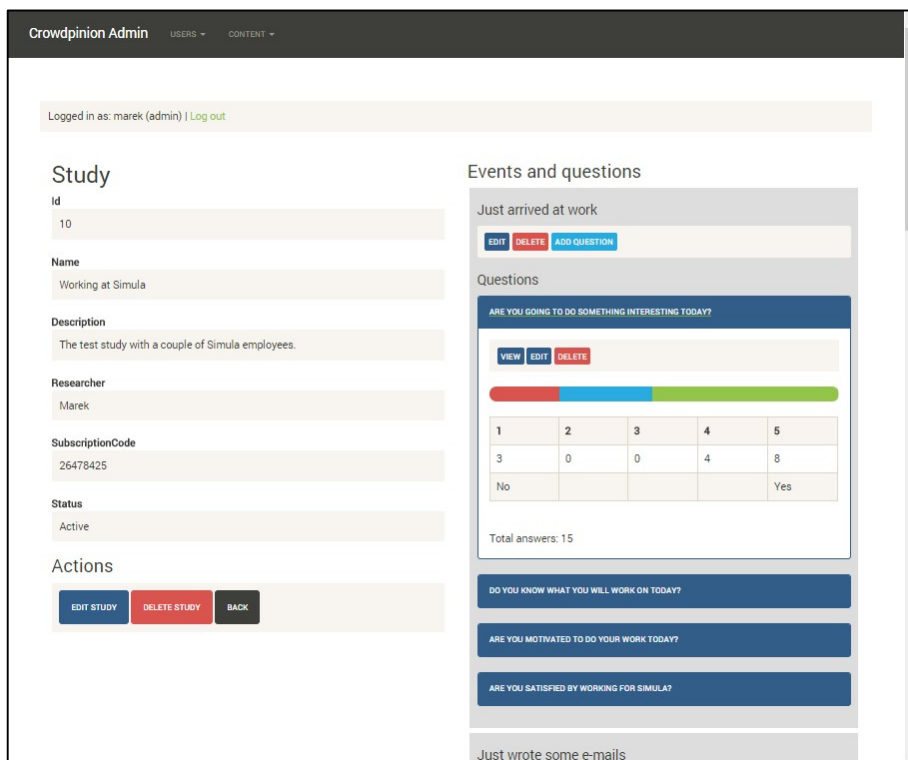 Crowdpinion Admin USERS CONTENT
Logged in as: marek (admin) | Log out
Study
Id
10
Name
Working at Simula
Description
The test study with a couple of Simula employees.
Researcher
Marek
SubscriptionCode
26478425
Status
Active
Actions
EDIT STUDY DELETE STUDY BACK
Events and questions
Just arrived at work
EDIT DELETE ADD QUESTION
Questions
ARE YOU GOING TO DO SOMETHING INTERESTING TODAY?
VIEW EDIT DELETE
1 2 3 4 5
3 0 0 4 8
No Yes
Total answers: 15
DO YOU KNOW WHAT YOU WILL WORK ON TODAY?
ARE YOU MOTIVATED TO DO YOUR WORK TODAY?
ARE YOU SATISFIED BY WORKING FOR SIMULA?
Just wrote some e-mails